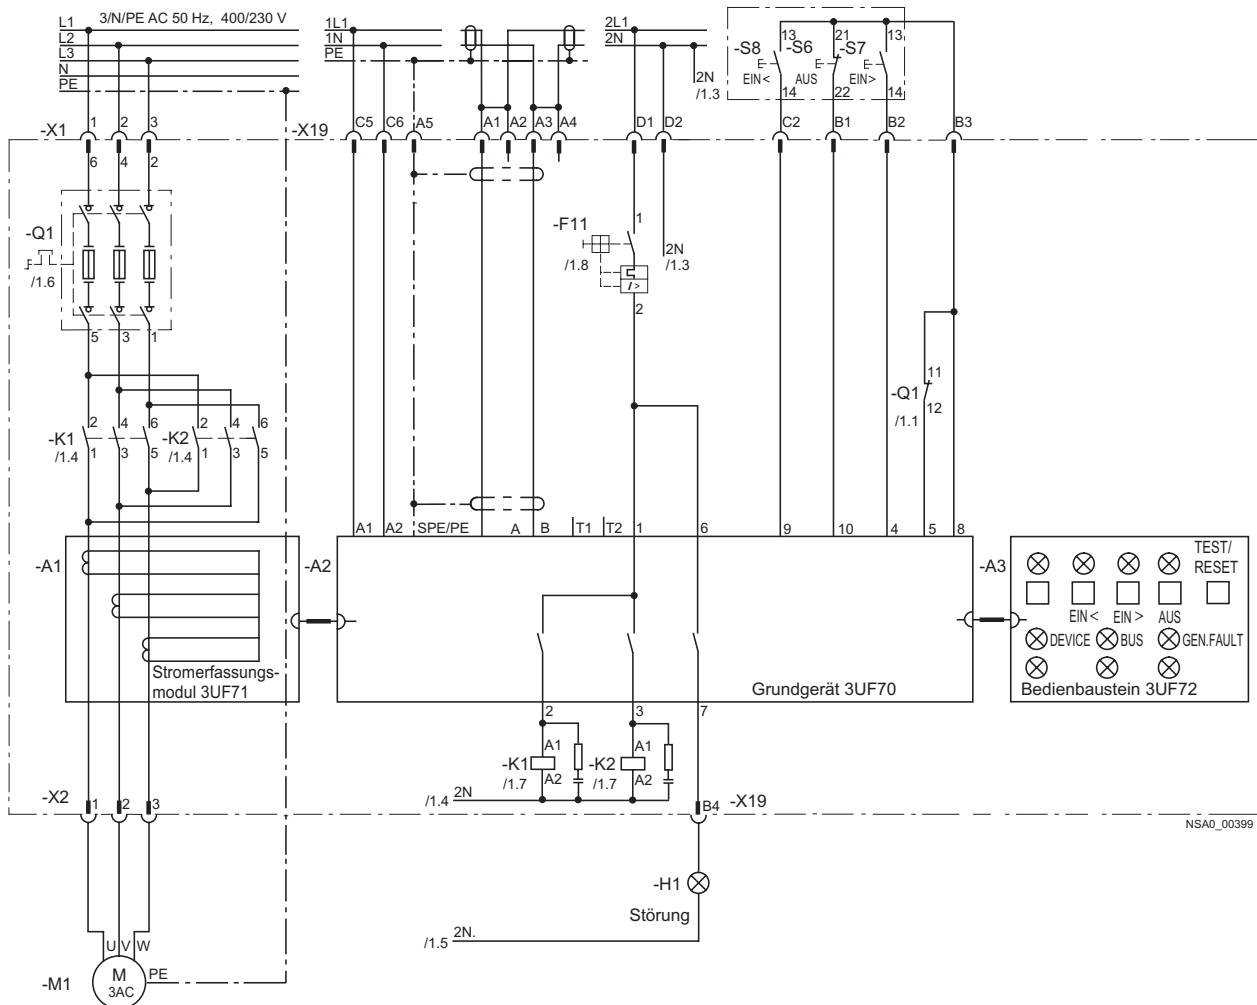 3/N/PE AC 50 Hz, 400/230 V
L1
L2
L3
N
PE
1L1
1N
PE
2L1
2N
2N
/1.3
-S8
13
EIN <
14
-S6
21
AUS
22
-S7
13
EIN >
14
-X1
1 2 3
-X19
C5 C6 A5 A1 A2 A3 A4 D1 D2 C2 B1 B2 B3
6 4 2
-Q1
/1.6
5 3 1
-F11
/1.8
1
I >
2
2N
/1.3
-Q1
/1.1
11
12
-K1
/1.4
2 4 6
1 3 5
-K2
/1.4
2 4 6
1 3 5
A1 A2 SPE/PE A B T1 T2 1 6 9 10 4 5 8
-A1
Stromerfassungs-
modul 3UF71
-A2
Grundgerät 3UF70
-A3
TEST/
RESET
EIN < EIN > AUS
DEVICE BUS GEN.FAULT
Bedienbaustein 3UF72
2 3 7
-K1
/1.7
A1
A2
-K2
/1.7
A1
A2
/1.4 2N
-X2
1 2 3
B4 -X19
NSA0_00399
-H1
Störung
/1.5 2N.
U V W
-M1
M
3AC
PE